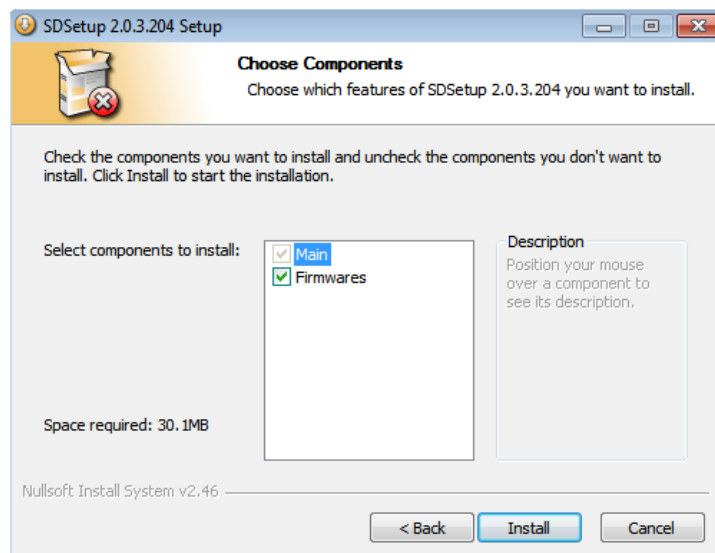 SDSetup 2.0.3.204 Setup
Choose Components
Choose which features of SDSetup 2.0.3.204 you want to install.
Check the components you want to install and uncheck the components you don't want to
install. Click Install to start the installation.
Select components to install:
Main
Firmwares
Description
Position your mouse
over a component to
see its description.
Space required: 30.1MB
Nullsoft Install System v2.46
< Back
Install
Cancel